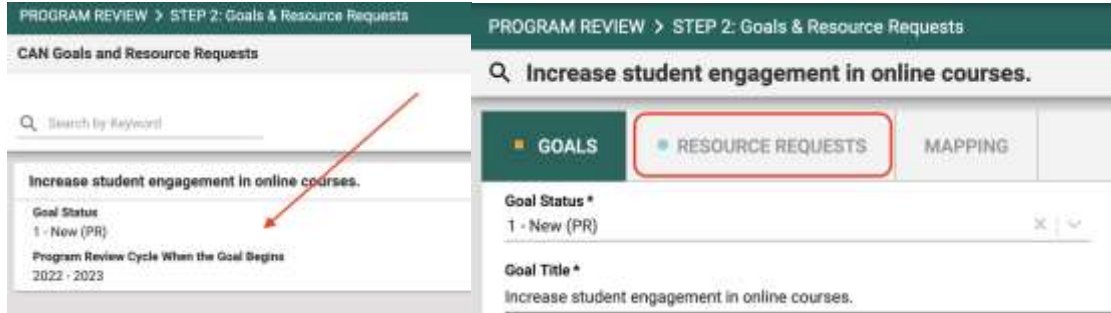 PROGRAM REVIEW > STEP 2: Goals & Resource Requests
CAN Goals and Resource Requests
Search by Keyword
Increase student engagement in online courses.
Goal Status
1 - New (PR)
Program Review Cycle When the Goal Begins
2022 - 2023
PROGRAM REVIEW > STEP 2: Goals & Resource Requests
Increase student engagement in online courses.
GOALS RESOURCE REQUESTS MAPPING
Goal Status *
1 - New (PR)
Goal Title *
Increase student engagement in online courses.